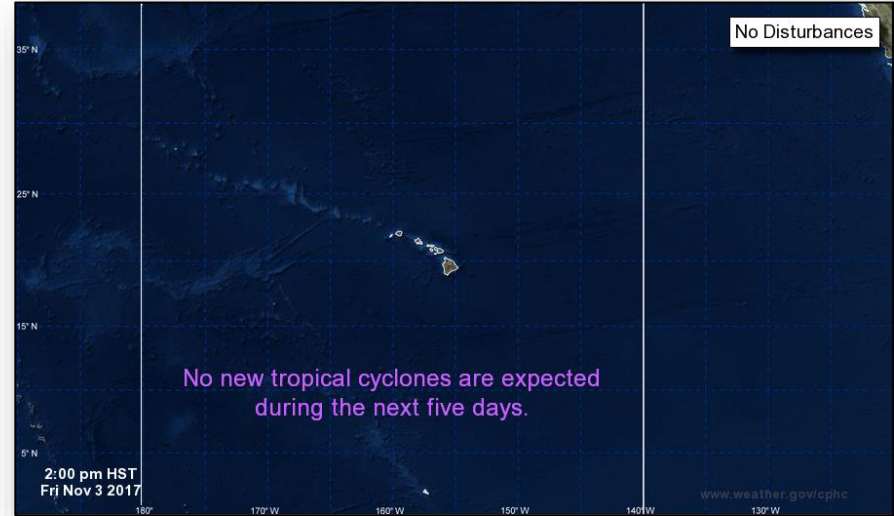 No Disturbances
35° N
25° N
15° N
No new tropical cyclones are expected
during the next five days.
5° N
2:00 pm HST
Fri Nov 3 2017
www.weather.gov/cphc
180°
170° W
160° W
150° W
140° W
130° W